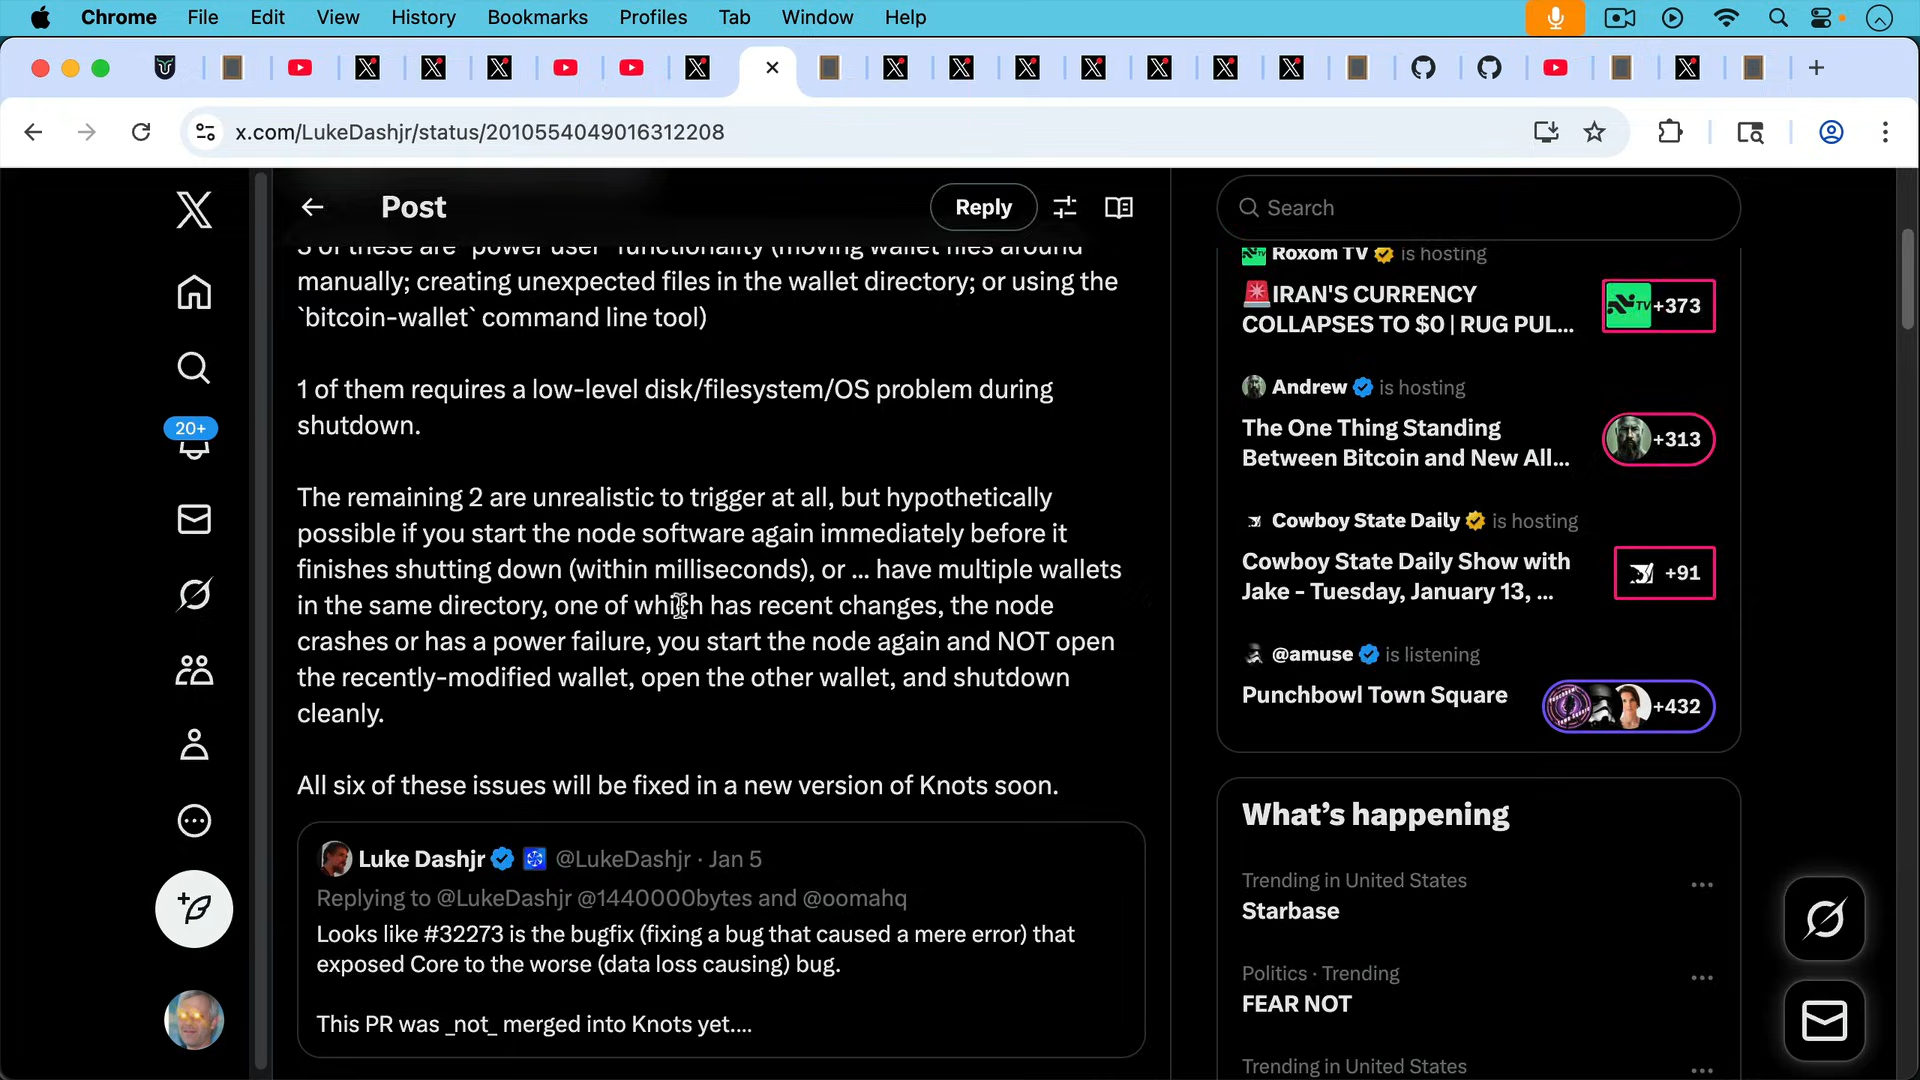 Chrome File Edit View History Bookmarks Profiles Tab Window Help
x.com/LukeDashjr/status/2010554049016312208
Post
Reply
3 of these are "power user" functionality (moving wallet files around
manually; creating unexpected files in the wallet directory; or using the
`bitcoin-wallet` command line tool)
1 of them requires a low-level disk/filesystem/OS problem during
shutdown.
The remaining 2 are unrealistic to trigger at all, but hypothetically
possible if you start the node software again immediately before it
finishes shutting down (within milliseconds), or ... have multiple wallets
in the same directory, one of which has recent changes, the node
crashes or has a power failure, you start the node again and NOT open
the recently-modified wallet, open the other wallet, and shutdown
cleanly.
All six of these issues will be fixed in a new version of Knots soon.
Luke Dashjr @LukeDashjr · Jan 5
Replying to @LukeDashjr @1440000bytes and @oomahq
Looks like #32273 is the bugfix (fixing a bug that caused a mere error) that
exposed Core to the worse (data loss causing) bug.
This PR was _not_ merged into Knots yet....
20+
Search
Roxom TV is hosting
🚨IRAN'S CURRENCY
COLLAPSES TO $0 | RUG PUL...
TV
+373
Andrew is hosting
The One Thing Standing
Between Bitcoin and New All...
+313
Cowboy State Daily is hosting
Cowboy State Daily Show with
Jake - Tuesday, January 13, ...
+91
@amuse is listening
Punchbowl Town Square
+432
What's happening
Trending in United States
Starbase
Politics · Trending
FEAR NOT
Trending in United States